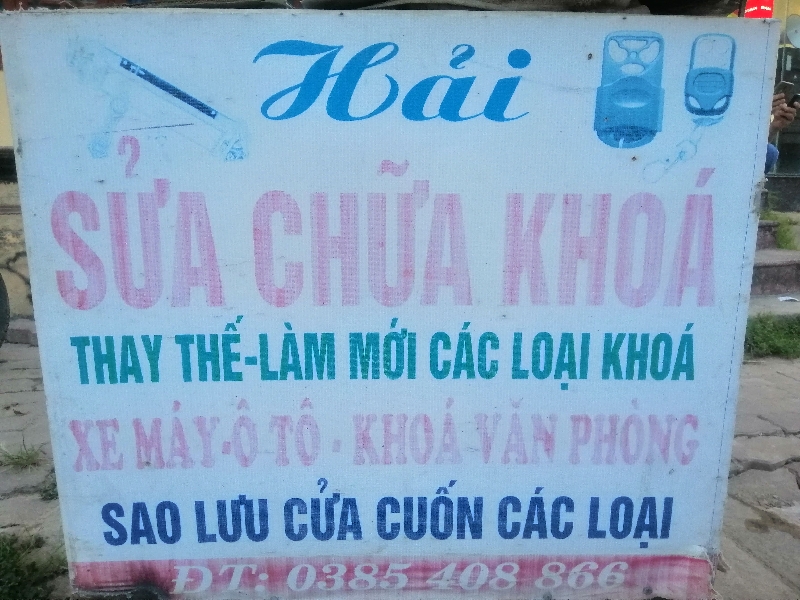 Hải
SỬA CHỮA KHOÁ
THAY THẾ-LÀM MỚI CÁC LOẠI KHOÁ
XE MÁY-Ô TÔ - KHOÁ VĂN PHÒNG
SAO LƯU CỬA CUỐN CÁC LOẠI
ĐT: 0385 408 866